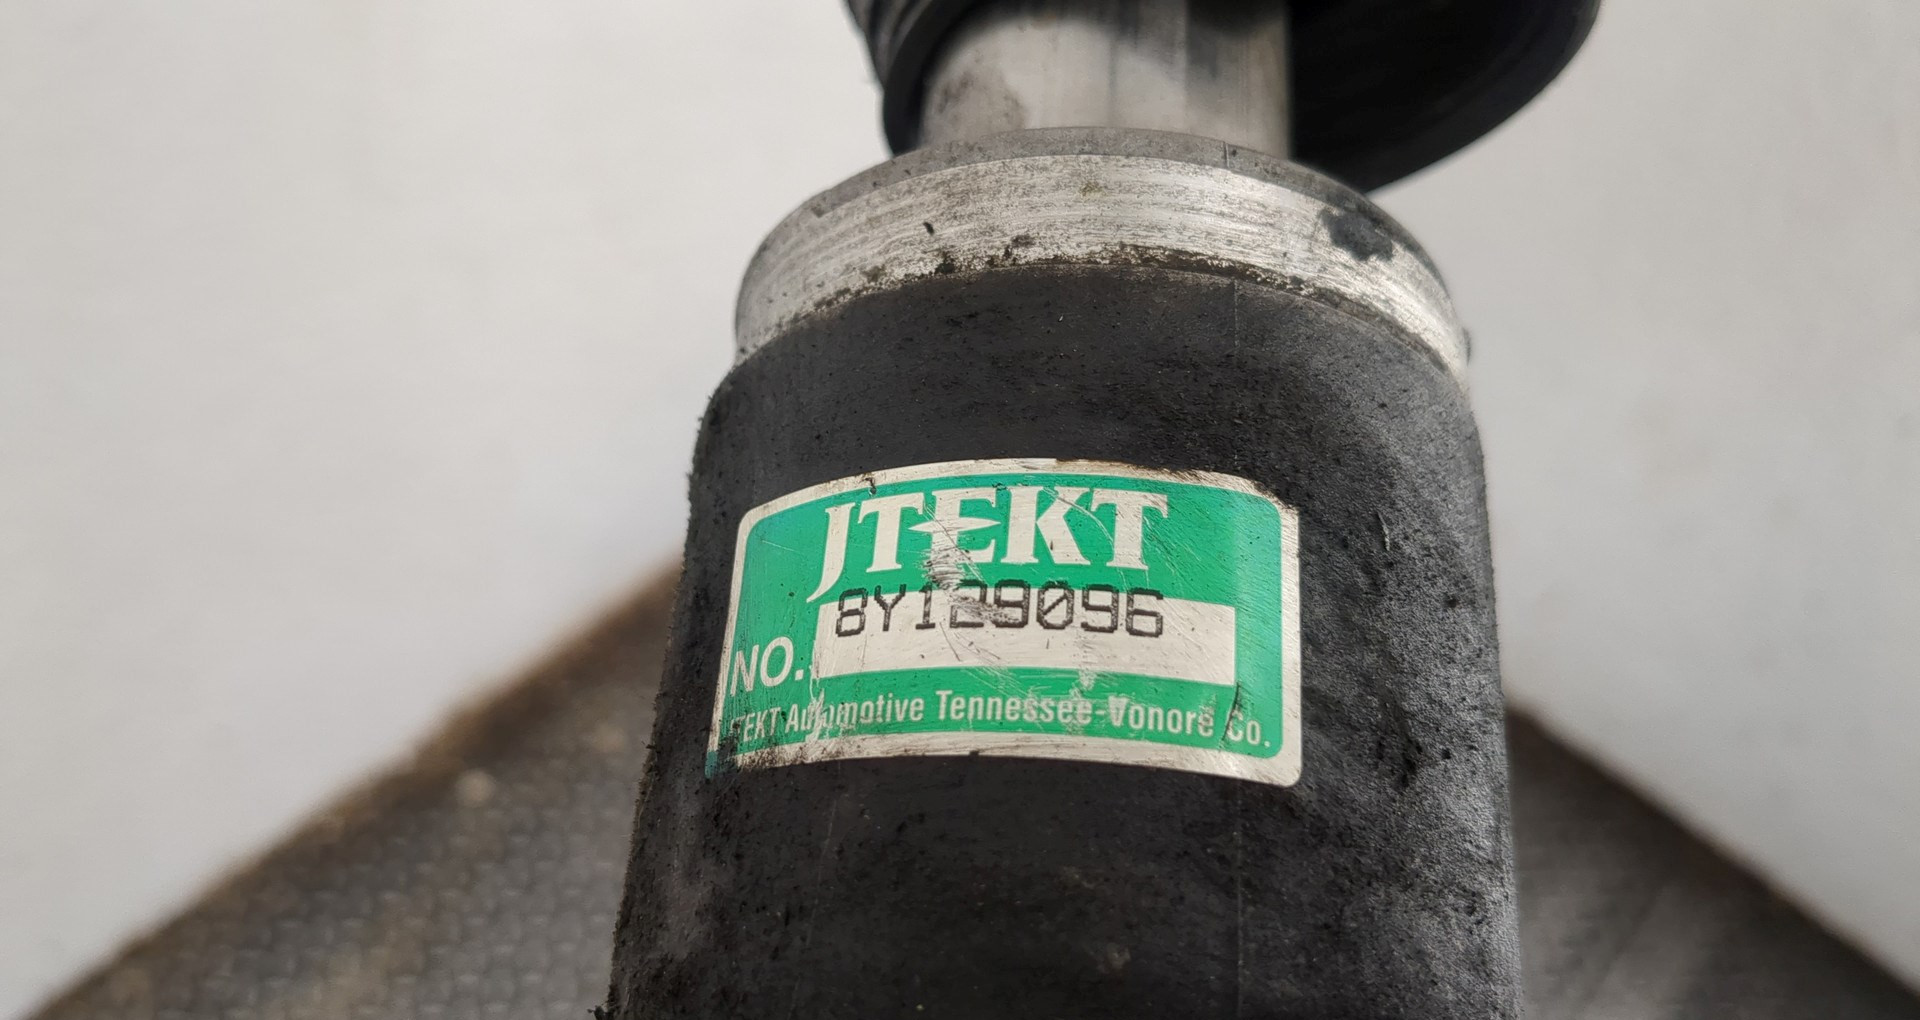 JTEKT
8Y129096
NO.
JTEKT Automotive Tennessee-Vonore Co.